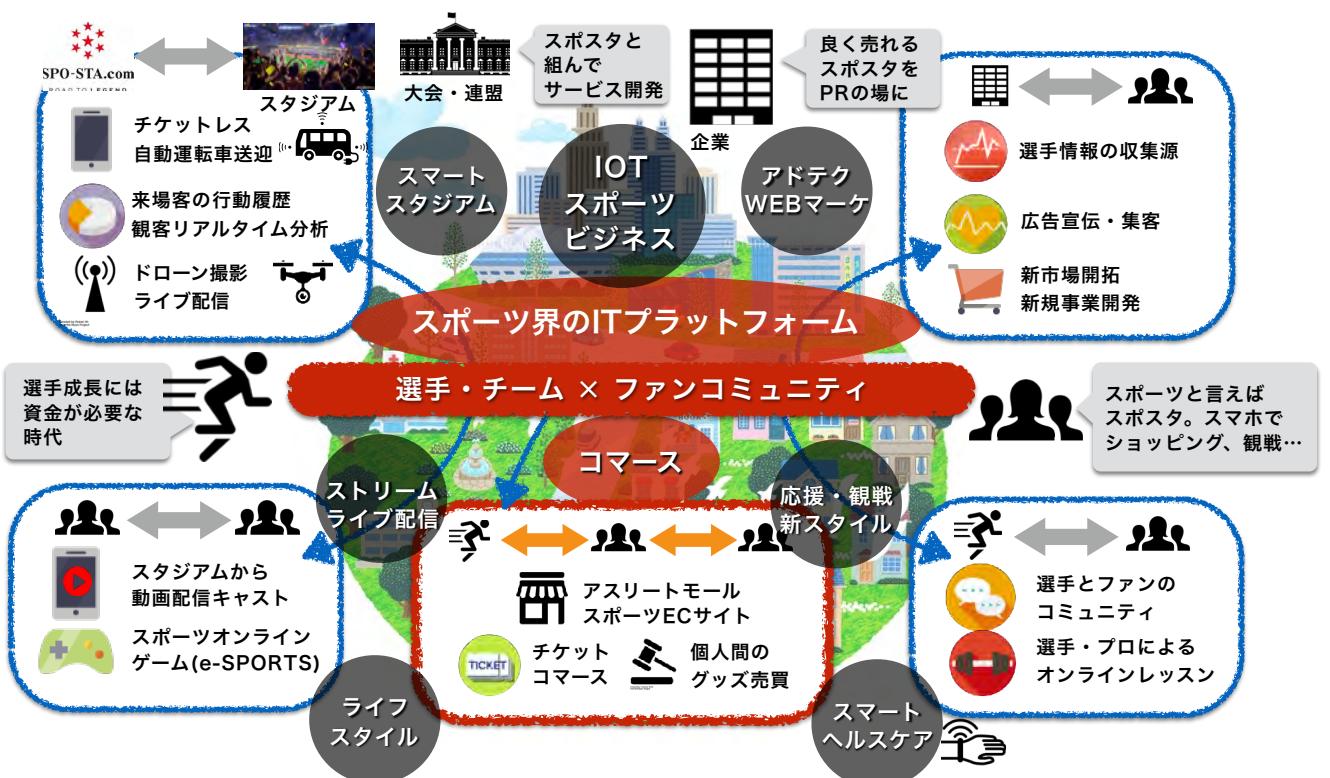 SPO-STA.com
ROAD TO LEGEND
スタジアム
チケットレス
自動運転車送迎
来場客の行動履歴
観客リアルタイム分析
ドローン撮影
ライブ配信
大会・連盟
スポスタと
組んで
サービス開発
企業
良く売れる
スポスタを
PRの場に
選手情報の収集源
広告宣伝・集客
新市場開拓
新規事業開発
スマート
スタジアム
IOT
スポーツ
ビジネス
アドテク
WEBマーケ
スポーツ界のITプラットフォーム
選手・チーム × ファンコミュニティ
コマース
選手成長には
資金が必要な
時代
スポーツと言えば
スポスタ。スマホで
ショッピング、観戦…
ストリーム
ライブ配信
応援・観戦
新スタイル
スタジアムから
動画配信キャスト
スポーツオンライン
ゲーム(e-SPORTS)
アスリートモール
スポーツECサイト
TICKET
チケット
コマース
個人間の
グッズ売買
選手とファンの
コミュニティ
選手・プロによる
オンラインレッスン
ライフ
スタイル
スマート
ヘルスケア